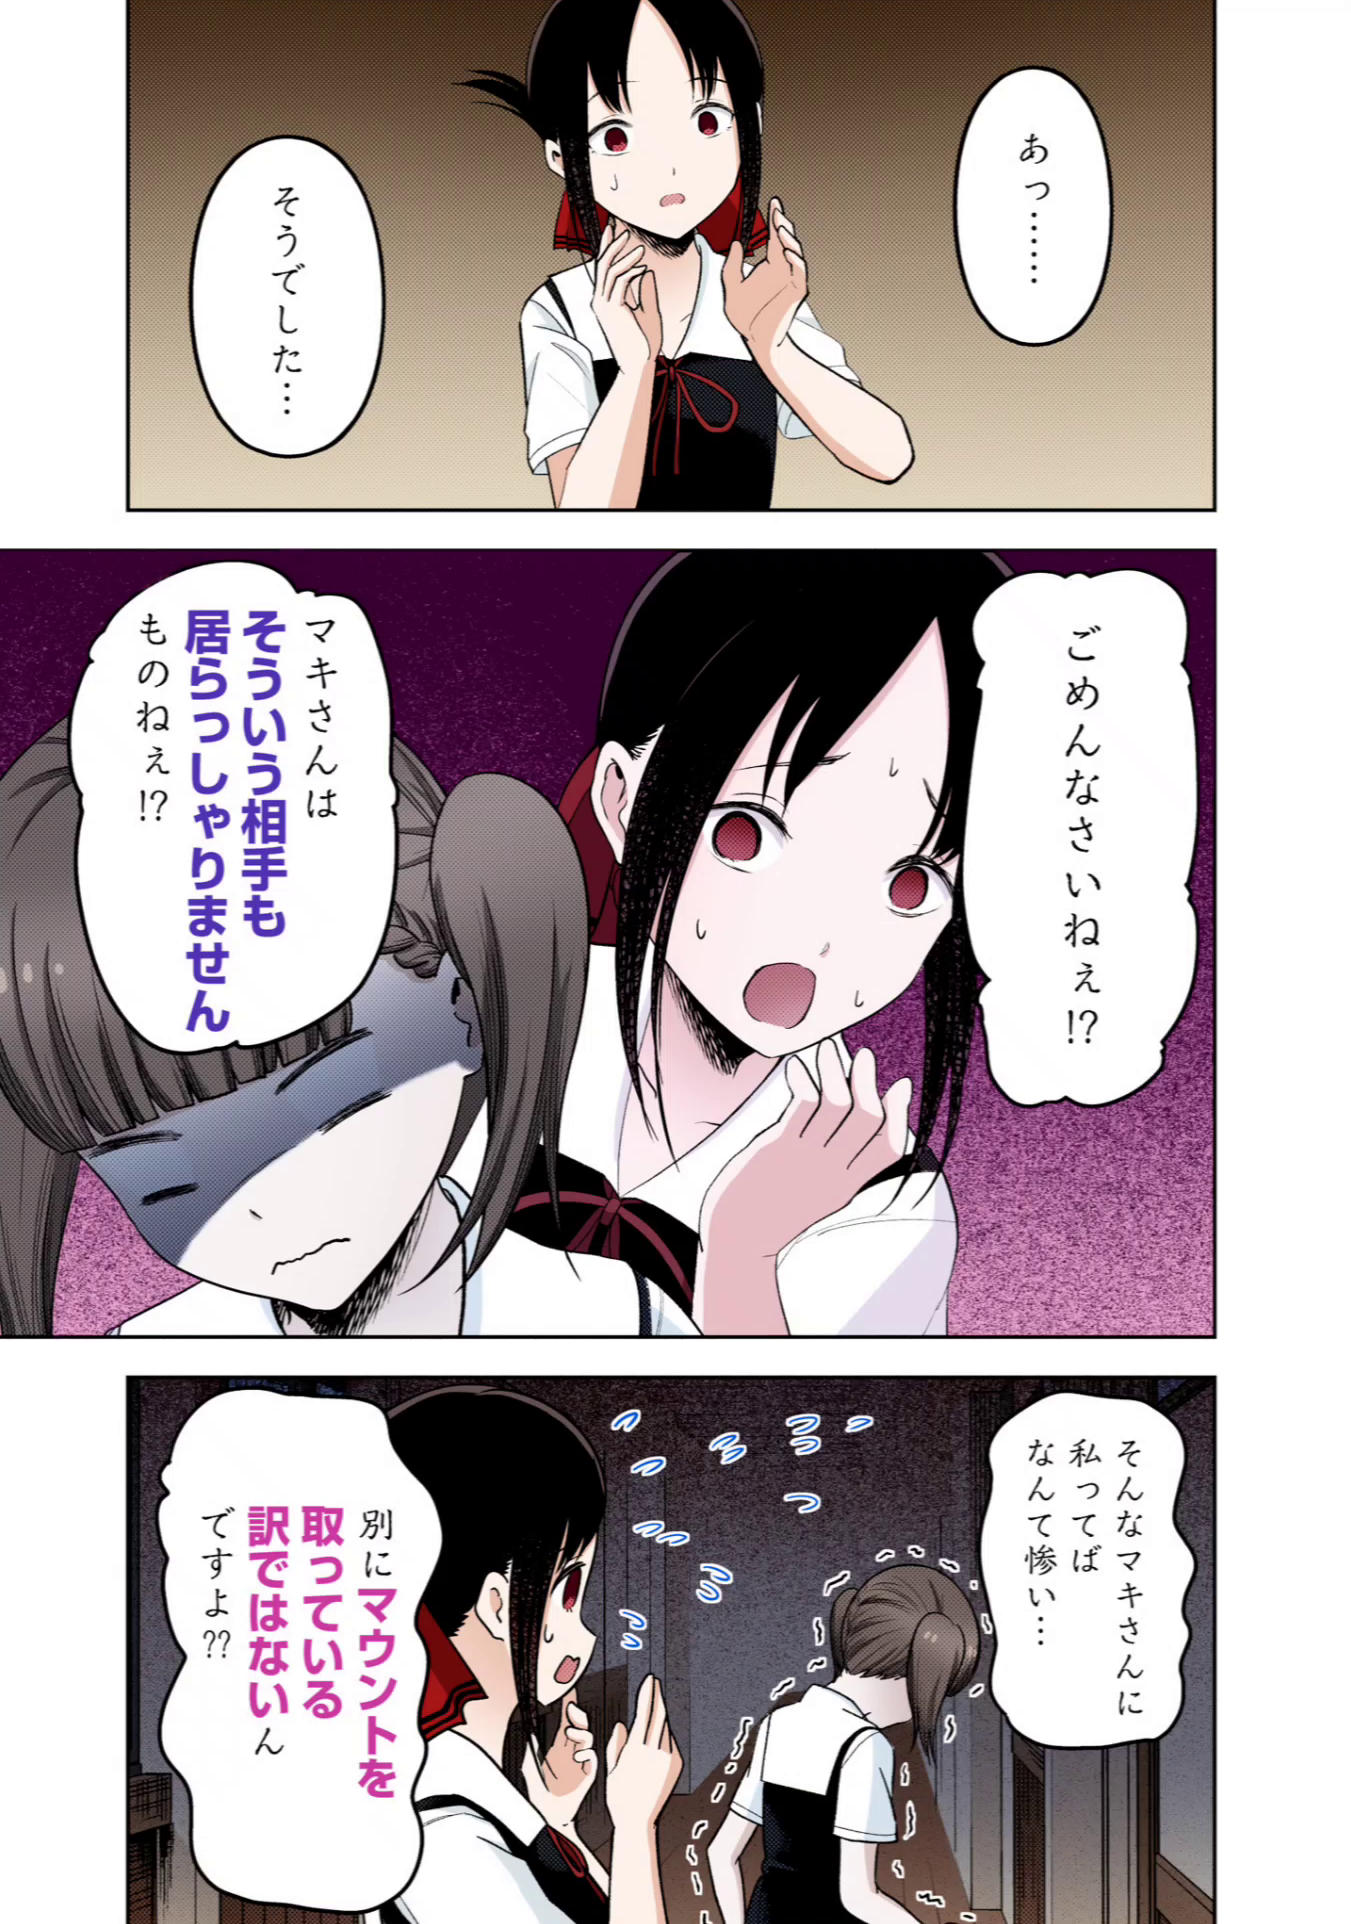 あっ……
そうでした…
ごめんなさいねぇ!?
マキさんは
そういう相手も
居らっしゃりません
ものねぇ!?
そんなマキさんに
私ってば
なんて惨い…
別にマウントを
取っている
訳ではないん
ですよ??